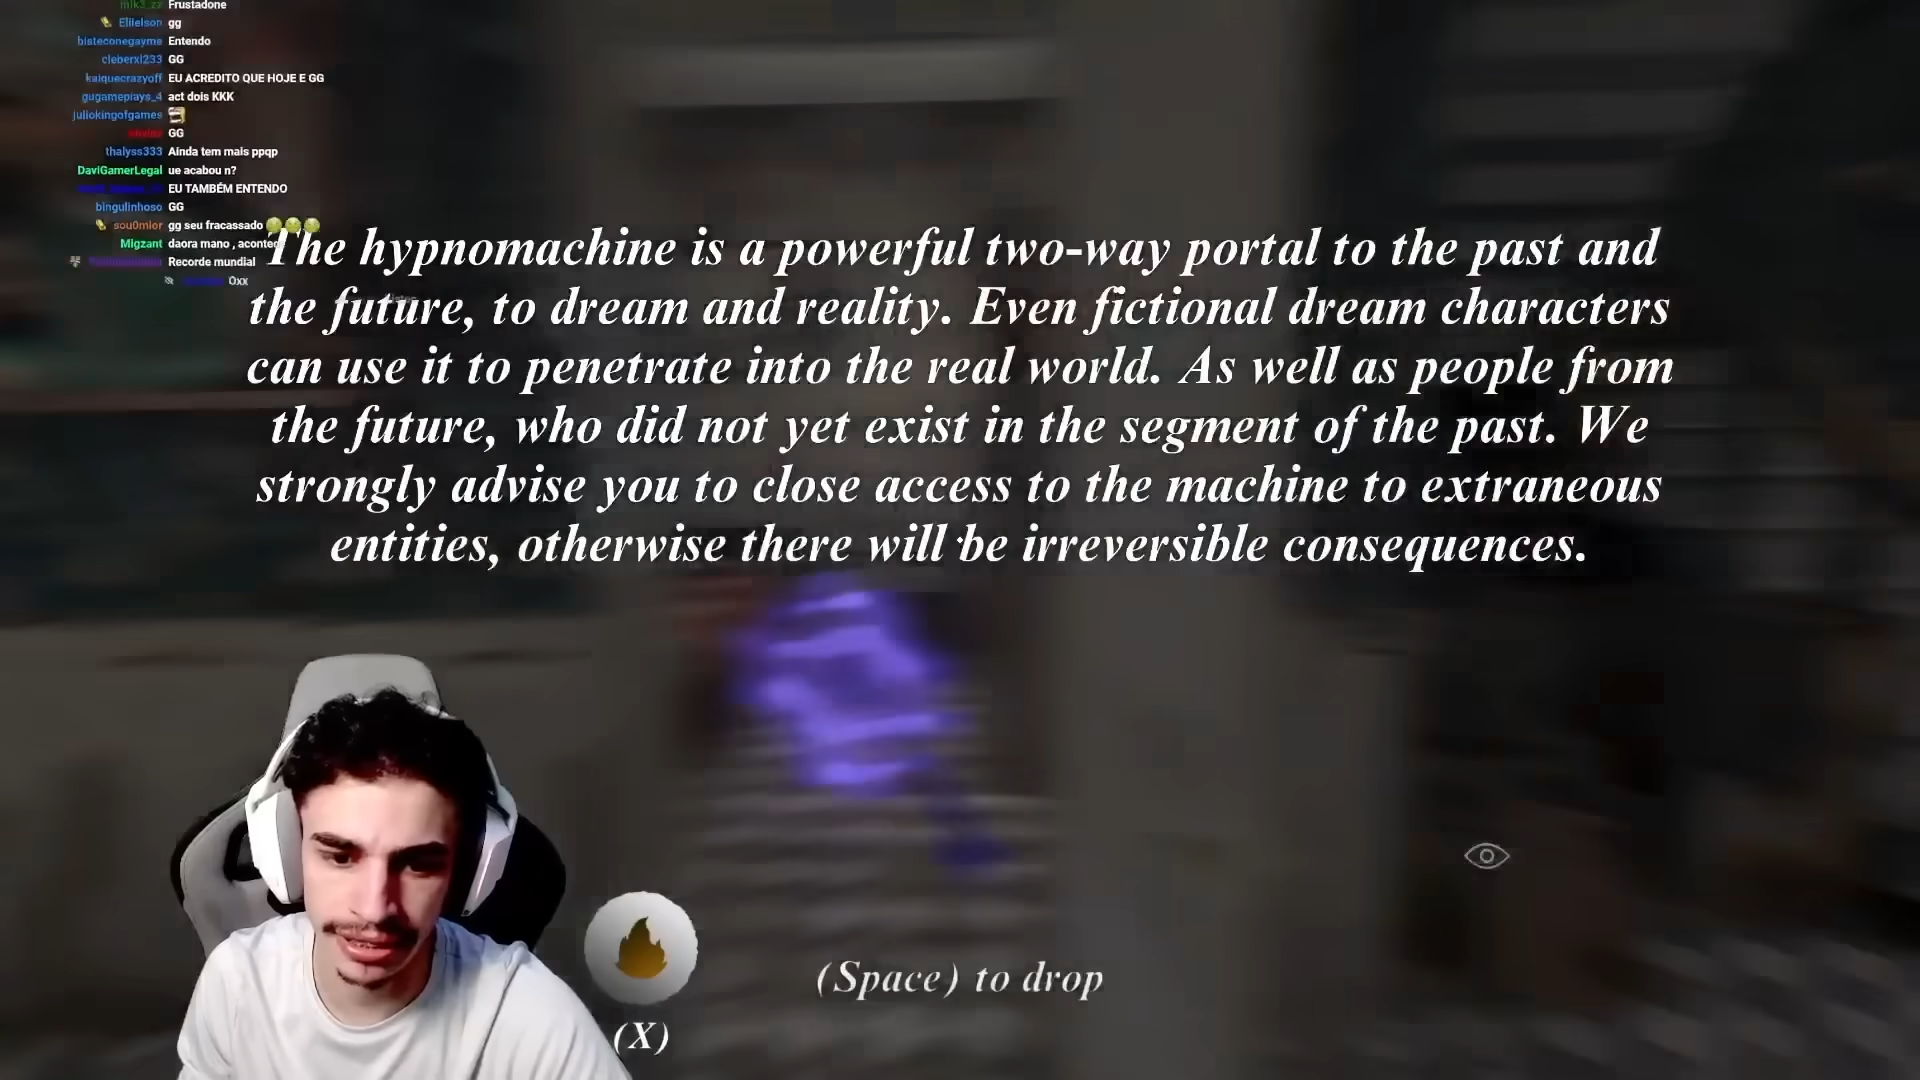 Frustadone
Elilelson gg
bisteconegayme Entendo
cleberxl233 GG
kaiquecrazyoff EU ACREDITO QUE HOJE E GG
gugameplays_4 act dois KKK
juliokingofgames
GG
thalyss333 Ainda tem mais ppqp
DaviGamerLegal ue acabou n?
EU TAMBÉM ENTENDO
bingulinhoso GG
sou0mior gg seu fracassado
Migzant daora mano , acontece
Recorde mundial
Oxx
The hypnomachine is a powerful two-way portal to the past and
the future, to dream and reality. Even fictional dream characters
can use it to penetrate into the real world. As well as people from
the future, who did not yet exist in the segment of the past. We
strongly advise you to close access to the machine to extraneous
entities, otherwise there will be irreversible consequences.
(Space) to drop
(X)